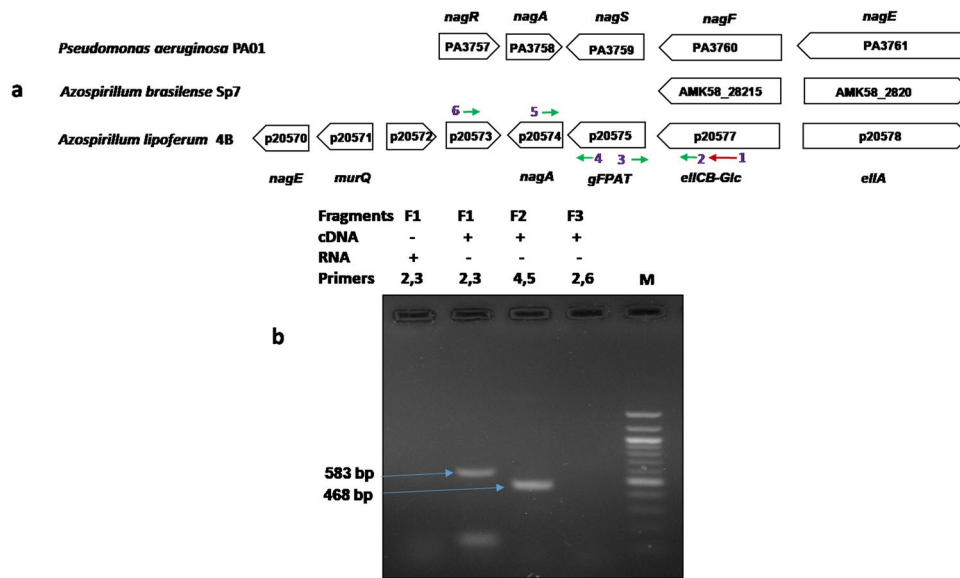 nagR nagA nagS nagF nagE
Pseudomonas aeruginosa PA01 PA3757 PA3758 PA3759 PA3760 PA3761
a Azospirillum brasilense Sp7 AMK58_28215 AMK58_2820
6 5
Azospirillum lipoferum 4B p20570 p20571 p20572 p20573 p20574 p20575 p20577 p20578
4 3 2 1
nagE murQ nagA gFPAT eIICB-Glc eIIA
Fragments F1 F1 F2 F3
cDNA - + + +
RNA + - - -
Primers 2,3 2,3 4,5 2,6 M
b
583 bp
468 bp